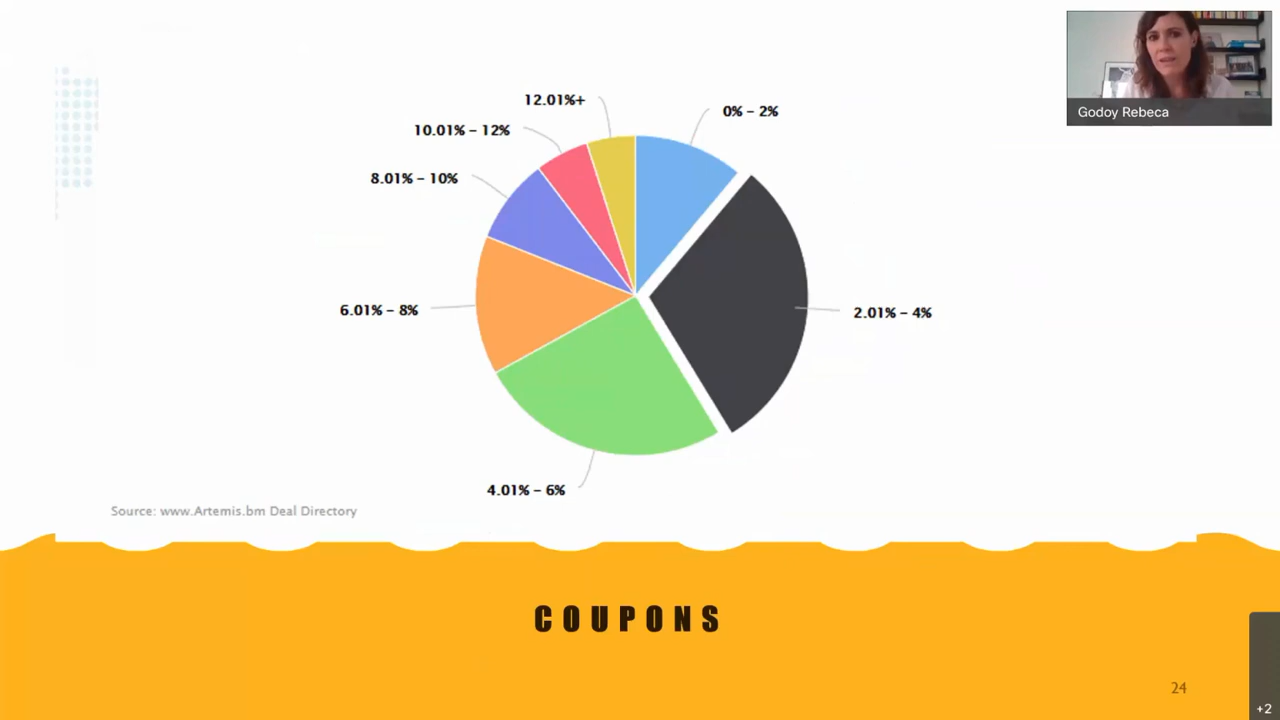 Godoy Rebeca
12.01%+
0% – 2%
10.01% – 12%
8.01% – 10%
6.01% – 8%
2.01% – 4%
4.01% – 6%
Source: www.Artemis.bm Deal Directory
COUPONS
24
+2